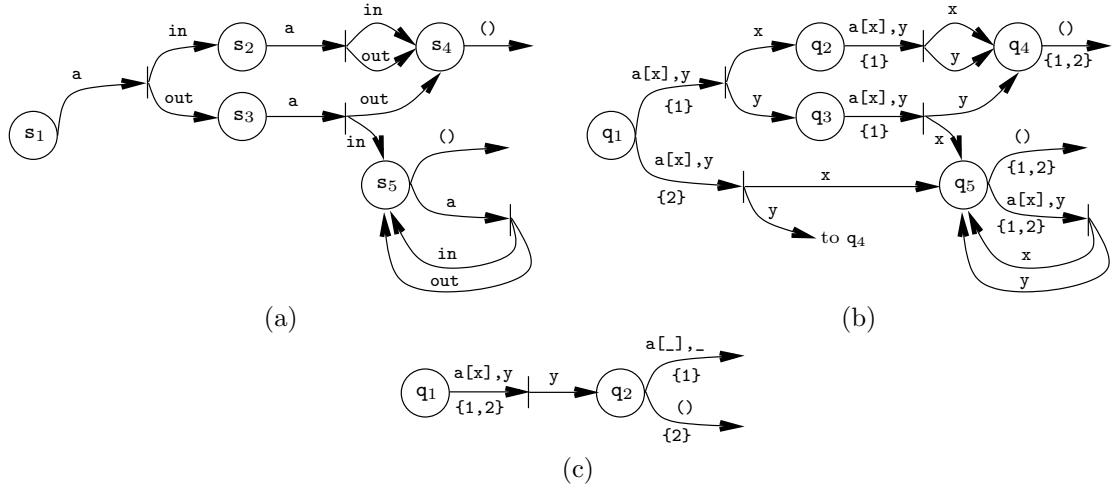 in
out
()
a
s₂
s₄
in
a
out
s₁
a
s₃
out
in
()
s₅
a
in
out
(a)
x
y
()
x
q₂
a[x],y
{1}
q₄
{1,2}
a[x],y
{1}
y
q₃
a[x],y
{1}
y
x
q₁
a[x],y
{2}
x
y
to q₄
()
{1,2}
q₅
a[x],y
{1,2}
x
y
(b)
a[_],_
{1}
q₁
a[x],y
{1,2}
y
q₂
()
{2}
(c)